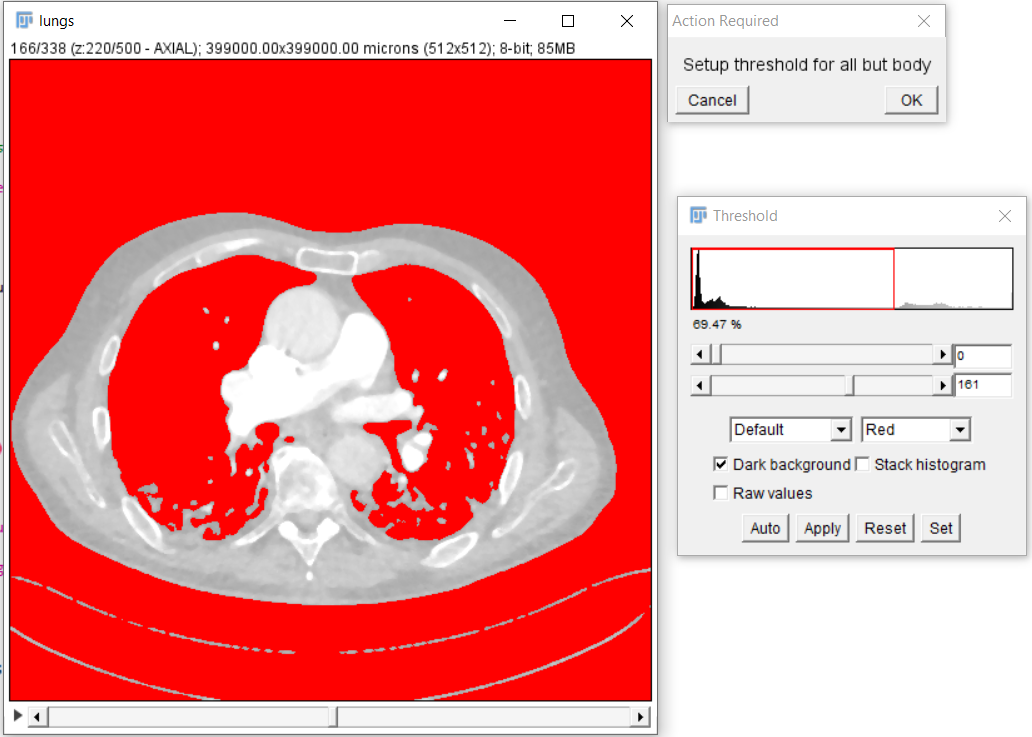 lungs
166/338 (z:220/500 - AXIAL); 399000.00x399000.00 microns (512x512); 8-bit; 85MB
Action Required
Setup threshold for all but body
Cancel
OK
Threshold
69.47 %
0
161
Default
Red
Dark background
Stack histogram
Raw values
Auto
Apply
Reset
Set